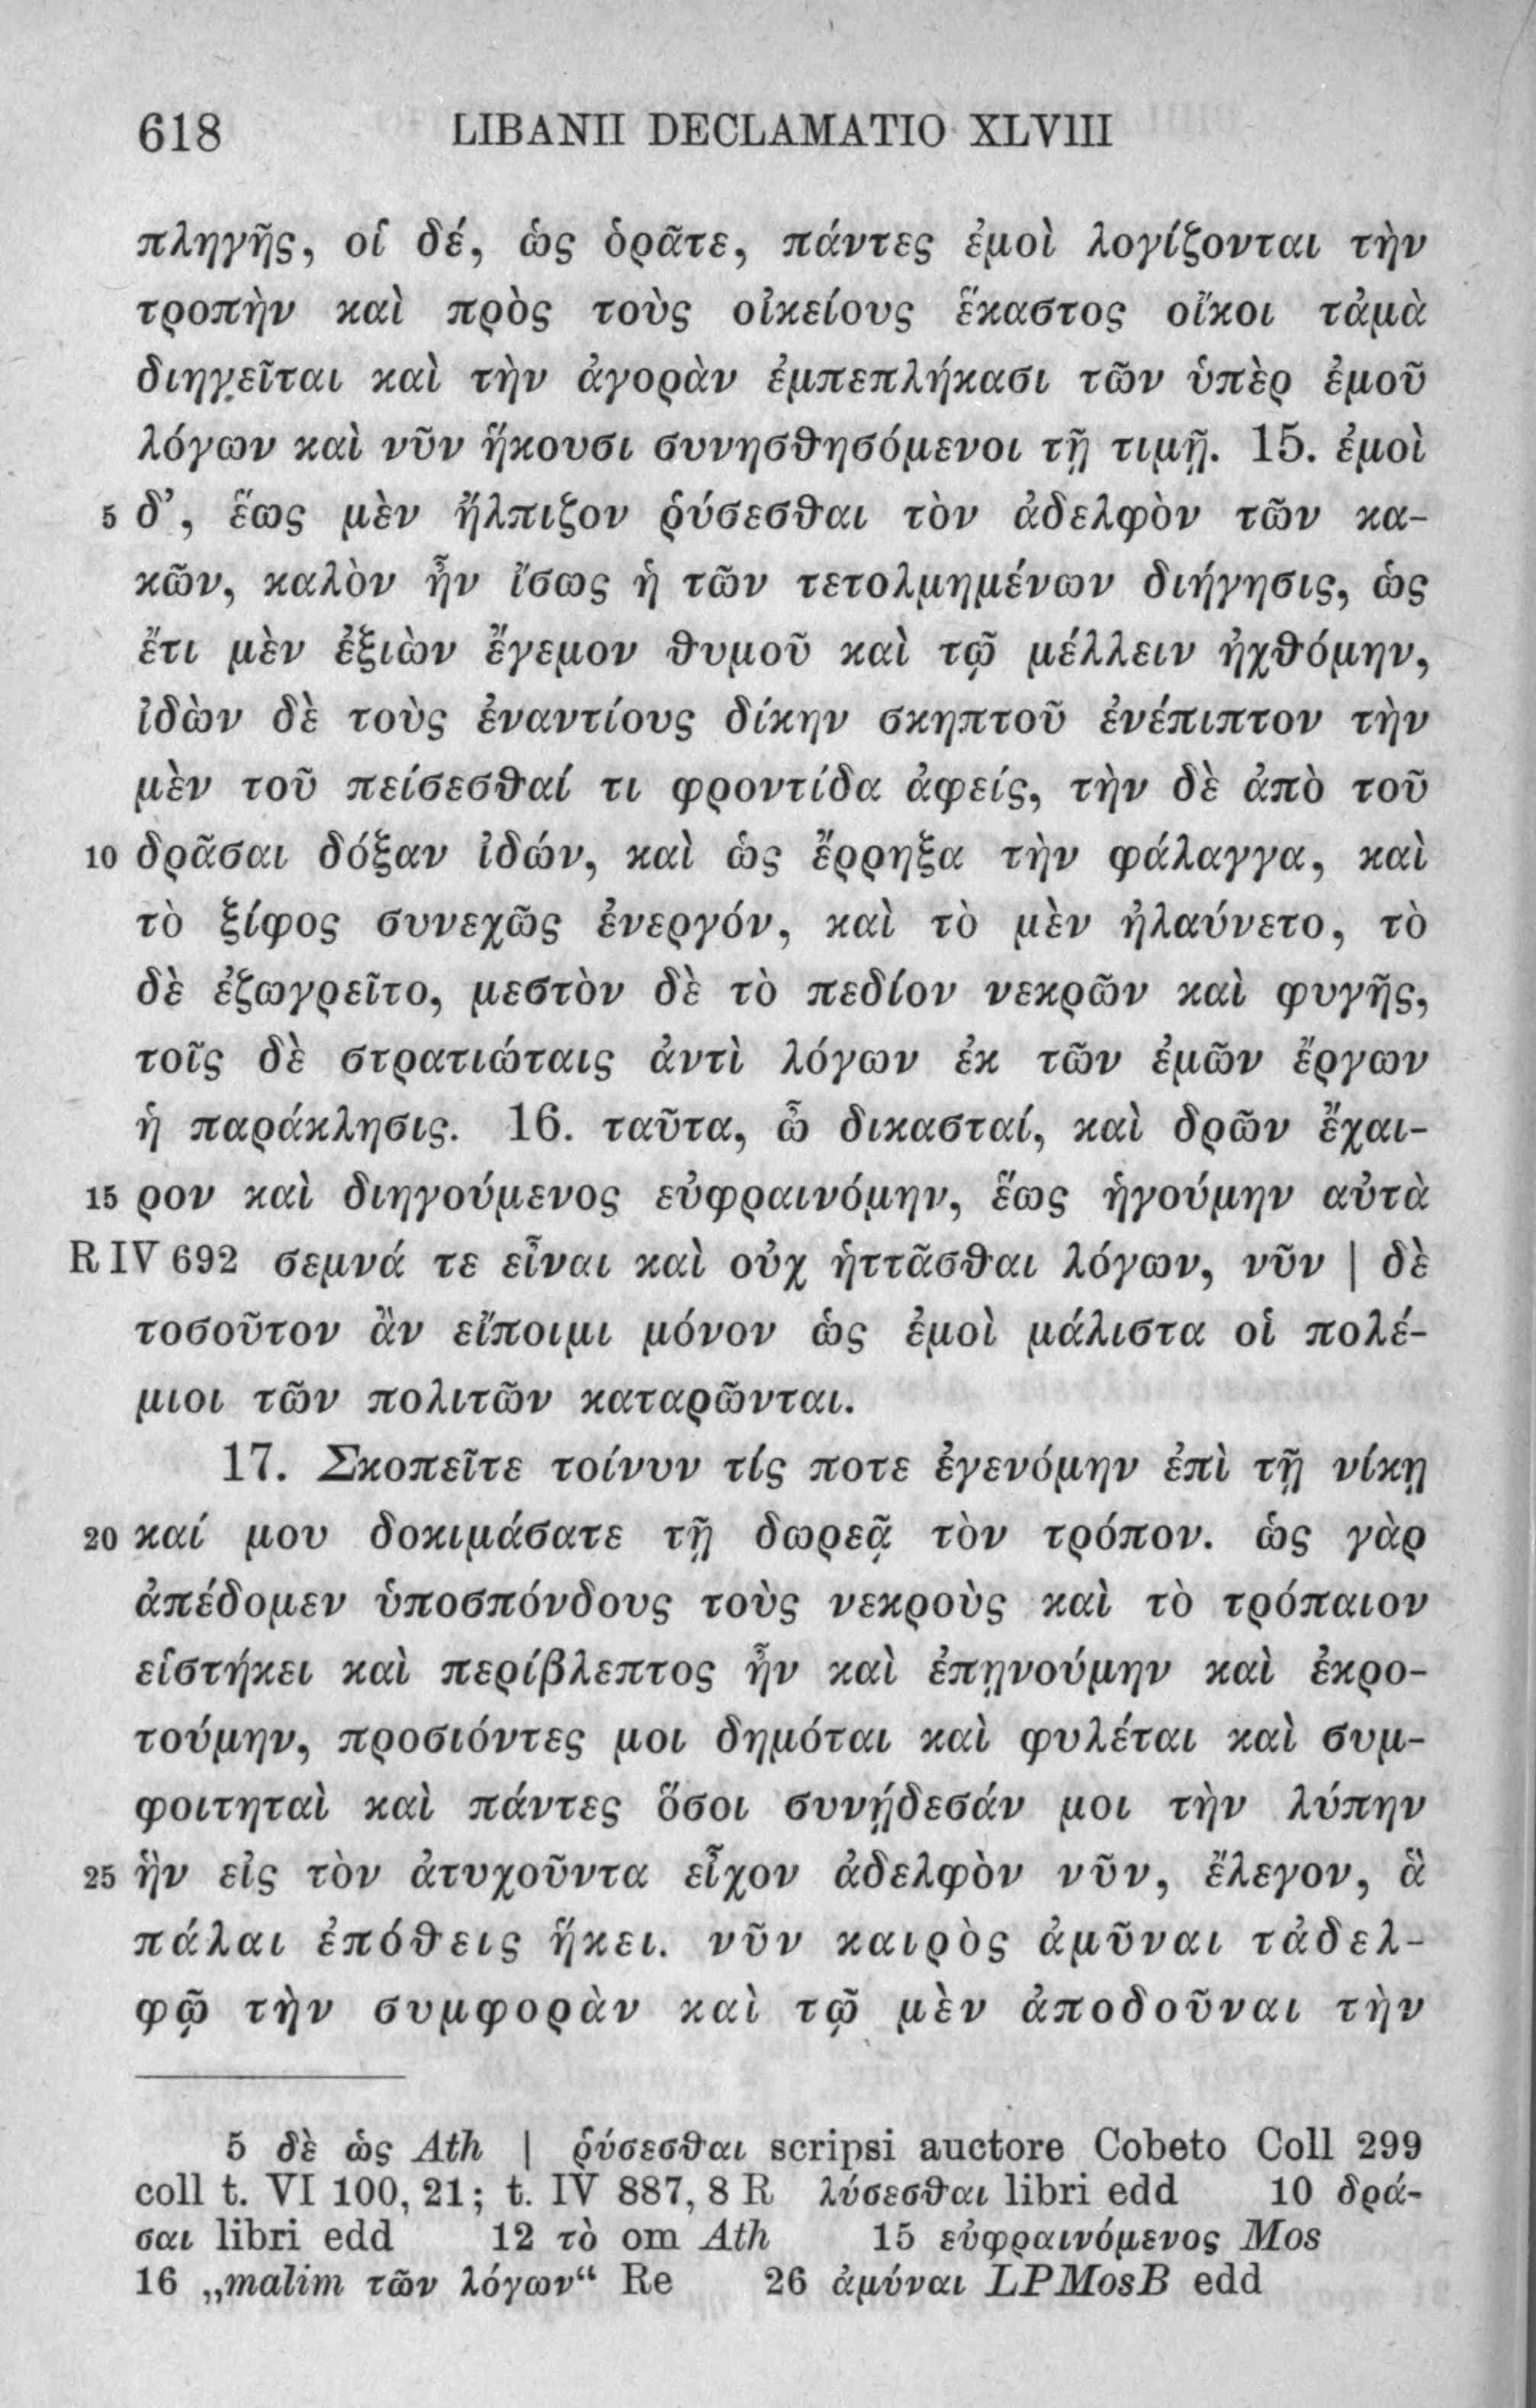 618 LIBANII DECLAMATIO XLVIII
πληγῆς, οἱ δέ, ὡς ὁρᾶτε, πάντες ἐμοὶ λογίζονται τὴν
τροπὴν καὶ πρὸς τοὺς οἰκείους ἕκαστος οἴκοι τἀμὰ
διηγεῖται καὶ τὴν ἀγορὰν ἐμπεπλήκασι τῶν ὑπὲρ ἐμοῦ
λόγων καὶ νῦν ἥκουσι συνησθησόμενοι τῇ τιμῇ. 15. ἐμοὶ
5 δ’, ἕως μὲν ἤλπιζον ῥύσεσθαι τὸν ἀδελφὸν τῶν κα-
κῶν, καλὸν ἦν ἴσως ἡ τῶν τετολμημένων διήγησις, ὡς
ἔτι μὲν ἐξιὼν ἔγεμον θυμοῦ καὶ τῷ μέλλειν ἠχθόμην,
ἰδὼν δὲ τοὺς ἐναντίους δίκην σκηπτοῦ ἐνέπιπτον τὴν
μὲν τοῦ πείσεσθαί τι φροντίδα ἀφείς, τὴν δὲ ἀπὸ τοῦ
10 δρᾶσαι δόξαν ἰδών, καὶ ὡς ἔρρηξα τὴν φάλαγγα, καὶ
τὸ ξίφος συνεχῶς ἐνεργόν, καὶ τὸ μὲν ἠλαύνετο, τὸ
δὲ ἐζωγρεῖτο, μεστὸν δὲ τὸ πεδίον νεκρῶν καὶ φυγῆς,
τοῖς δὲ στρατιώταις ἀντὶ λόγων ἐκ τῶν ἐμῶν ἔργων
ἡ παράκλησις. 16. ταῦτα, ὦ δικασταί, καὶ δρῶν ἔχαι-
15 ρον καὶ διηγούμενος εὐφραινόμην, ἕως ἡγούμην αὐτὰ
R IV 692 σεμνά τε εἶναι καὶ οὐχ ἡττᾶσθαι λόγων, νῦν | δὲ
τοσοῦτον ἂν εἴποιμι μόνον ὡς ἐμοὶ μάλιστα οἱ πολέ-
μιοι τῶν πολιτῶν καταρῶνται.
17. Σκοπεῖτε τοίνυν τίς ποτε ἐγενόμην ἐπὶ τῇ νίκῃ
20 καί μου δοκιμάσατε τῇ δωρεᾷ τὸν τρόπον. ὡς γὰρ
ἀπέδομεν ὑποσπόνδους τοὺς νεκροὺς καὶ τὸ τρόπαιον
εἱστήκει καὶ περίβλεπτος ἦν καὶ ἐπῃνούμην καὶ ἐκρο-
τούμην, προσιόντες μοι δημόται καὶ φυλέται καὶ συμ-
φοιτηταὶ καὶ πάντες ὅσοι συνῄδεσάν μοι τὴν λύπην
25 ἣν εἰς τὸν ἀτυχοῦντα εἶχον ἀδελφὸν νῦν, ἔλεγον, ἃ
πάλαι ἐπόθεις ἥκει. νῦν καιρὸς ἀμῦναι τἀδελ-
φῷ τὴν συμφορὰν καὶ τῷ μὲν ἀποδοῦναι τὴν
5 δὲ ὡς Ath | ῥύσεσθαι scripsi auctore Cobeto Coll 299
coll t. VI 100, 21; t. IV 887, 8 R λύσεσθαι libri edd 10 δρά-
σαι libri edd 12 τὸ om Ath 15 εὐφραινόμενος Mos
16 „malim τῶν λόγων“ Re 26 ἀμύναι LPMosB edd